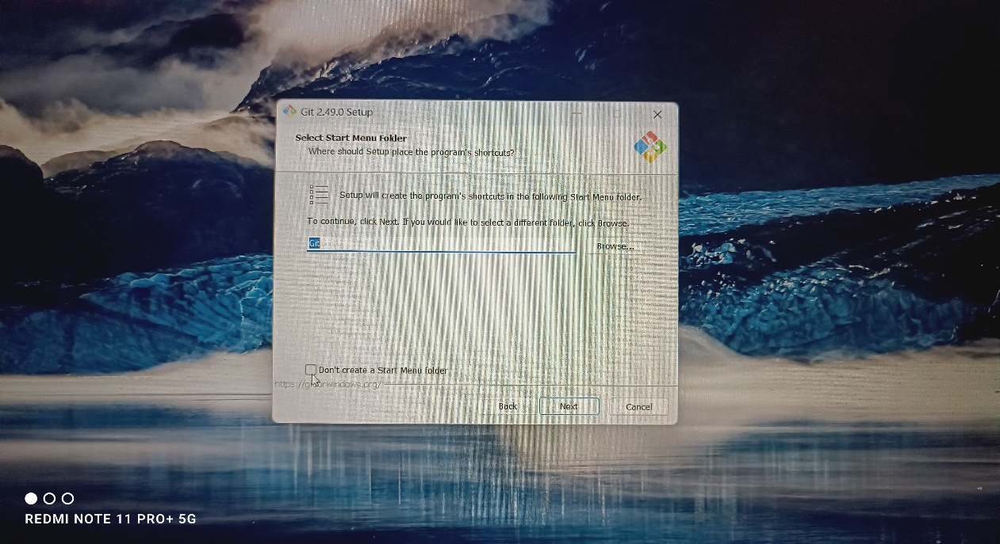 Git 2.49.0 Setup
Select Start Menu Folder
Where should Setup place the program's shortcuts?
Setup will create the program's shortcuts in the following Start Menu folder.
To continue, click Next. If you would like to select a different folder, click Browse.
Git
Browse...
Don't create a Start Menu folder
https://gitforwindows.org/
Back
Next
Cancel
REDMI NOTE 11 PRO+ 5G